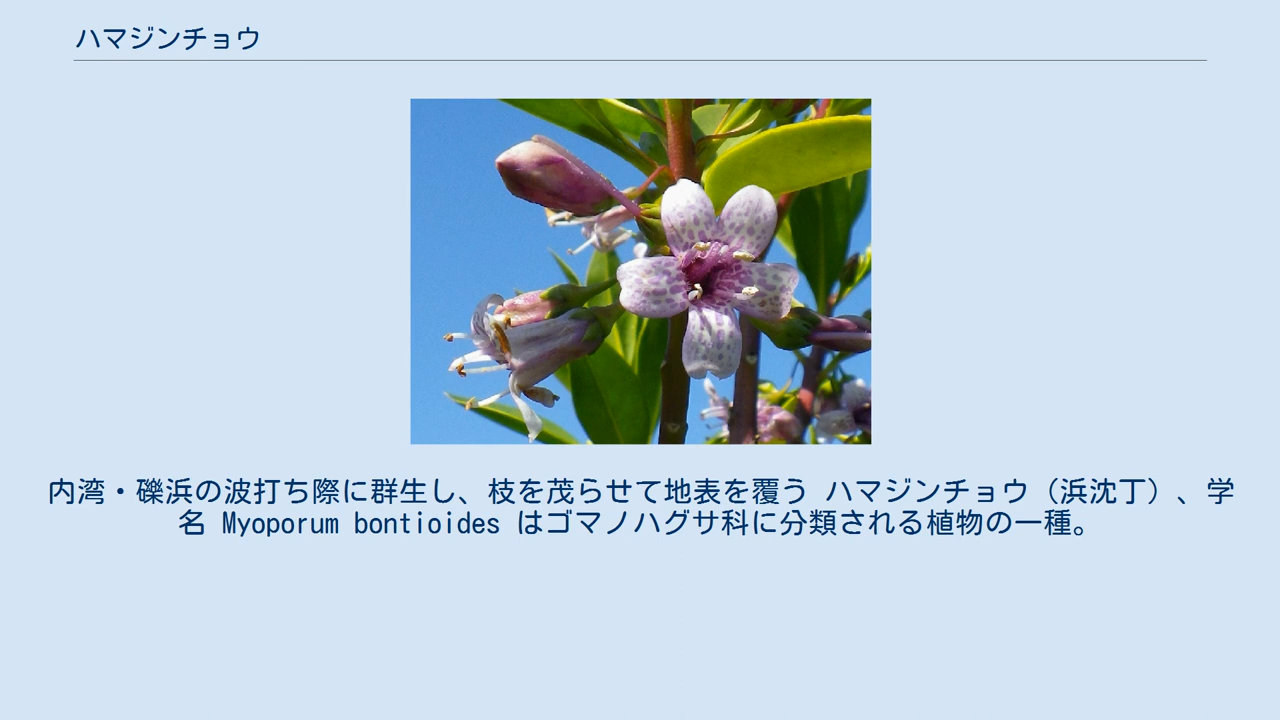 ハマジンチョウ
内湾・礫浜の波打ち際に群生し、枝を茂らせて地表を覆う ハマジンチョウ（浜沈丁）、学
名 Myoporum bontioides はゴマノハグサ科に分類される植物の一種。